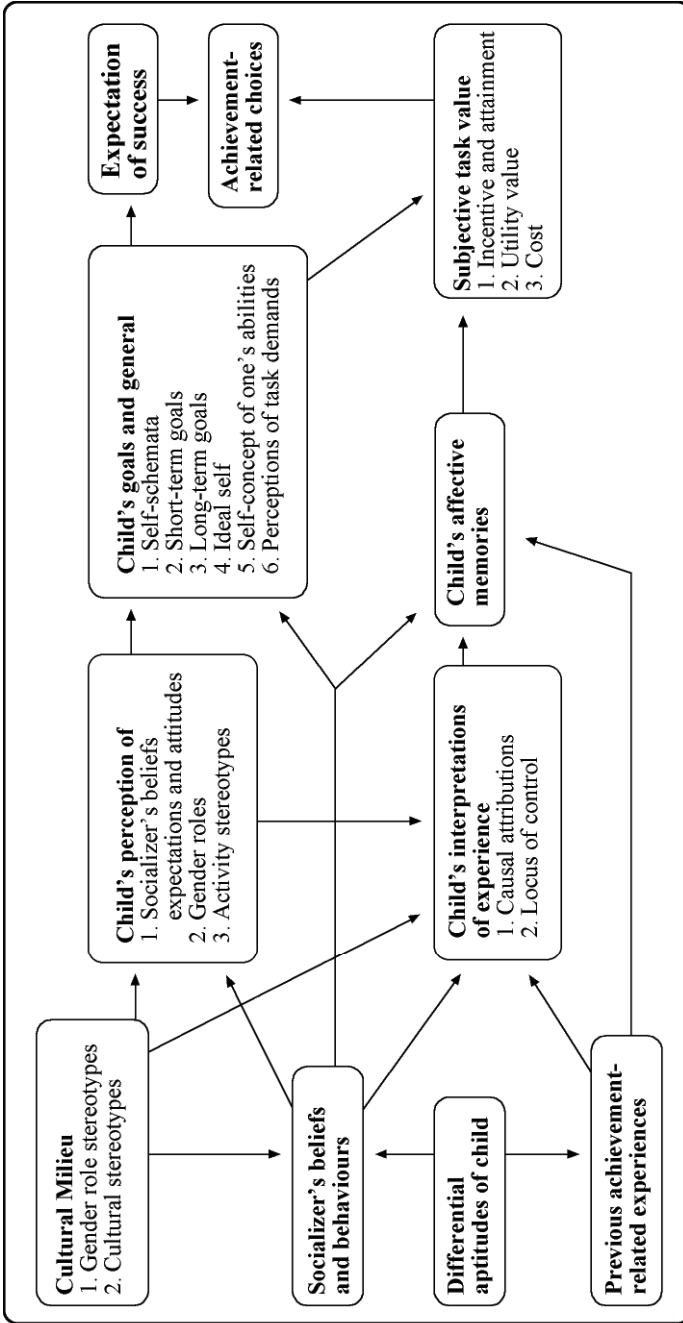 Cultural Milieu
1. Gender role stereotypes
2. Cultural stereotypes
Socializer's beliefs
and behaviours
Differential
aptitudes of child
Previous achievement-
related experiences
Child's perception of
1. Socializer's beliefs
expectations and attitudes
2. Gender roles
3. Activity stereotypes
Child's interpretations
of experience
1. Causal attributions
2. Locus of control
Child's goals and general
1. Self-schemata
2. Short-term goals
3. Long-term goals
4. Ideal self
5. Self-concept of one's abilities
6. Perceptions of task demands
Child's affective
memories
Expectation
of success
Achievement-
related choices
Subjective task value
1. Incentive and attainment
2. Utility value
3. Cost